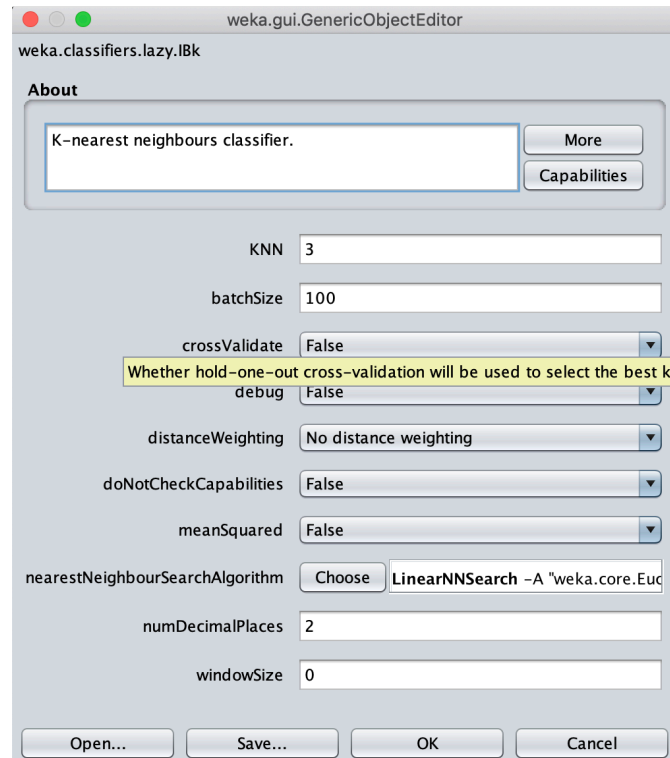 weka.gui.GenericObjectEditor
weka.classifiers.lazy.IBk
About
K-nearest neighbours classifier.
More
Capabilities
KNN 3
batchSize 100
crossValidate False
Whether hold-one-out cross-validation will be used to select the best k
debug False
distanceWeighting No distance weighting
doNotCheckCapabilities False
meanSquared False
nearestNeighbourSearchAlgorithm Choose LinearNNSearch -A "weka.core.Euc
numDecimalPlaces 2
windowSize 0
Open... Save... OK Cancel